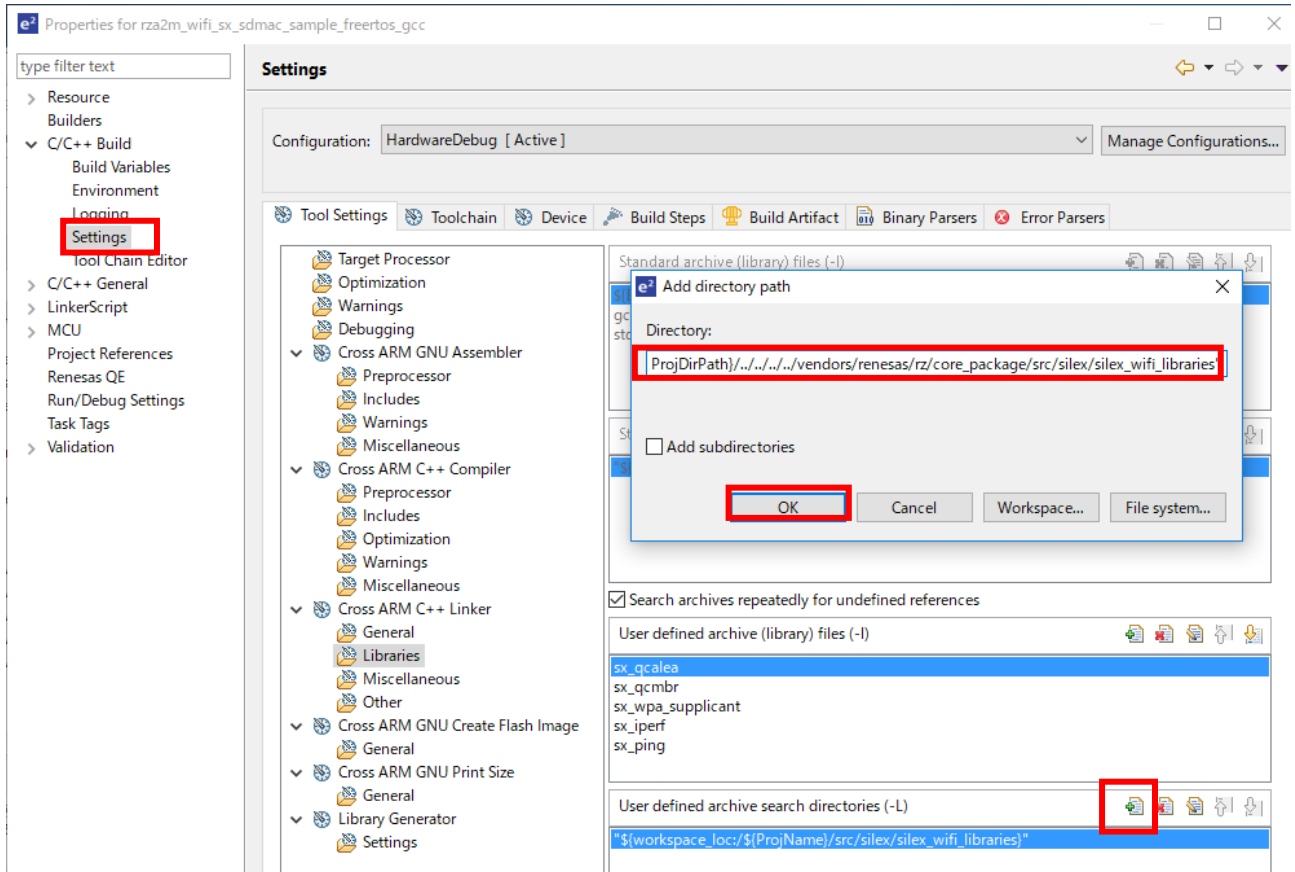 e² Properties for rza2m_wifi_sx_sdmac_sample_freertos_gcc
type filter text
Resource
Builders
C/C++ Build
Build Variables
Environment
Logging
Settings
Tool Chain Editor
C/C++ General
LinkerScript
MCU
Project References
Renesas QE
Run/Debug Settings
Task Tags
Validation
Settings
Configuration: HardwareDebug [ Active ] Manage Configurations...
Tool Settings Toolchain Device Build Steps Build Artifact Binary Parsers Error Parsers
Target Processor
Optimization
Warnings
Debugging
Cross ARM GNU Assembler
Preprocessor
Includes
Warnings
Miscellaneous
Cross ARM C++ Compiler
Preprocessor
Includes
Optimization
Warnings
Miscellaneous
Cross ARM C++ Linker
General
Libraries
Miscellaneous
Other
Cross ARM GNU Create Flash Image
General
Cross ARM GNU Print Size
General
Library Generator
Settings
Standard archive (library) files (-l)
e² Add directory path
Directory:
ProjDirPath}/../../../../vendors/renesas/rz/core_package/src/silex/silex_wifi_libraries"
Add subdirectories
OK Cancel Workspace... File system...
Search archives repeatedly for undefined references
User defined archive (library) files (-l)
sx_qcalea
sx_qcmbr
sx_wpa_supplicant
sx_iperf
sx_ping
User defined archive search directories (-L)
"${workspace_loc:/${ProjName}/src/silex/silex_wifi_libraries}"